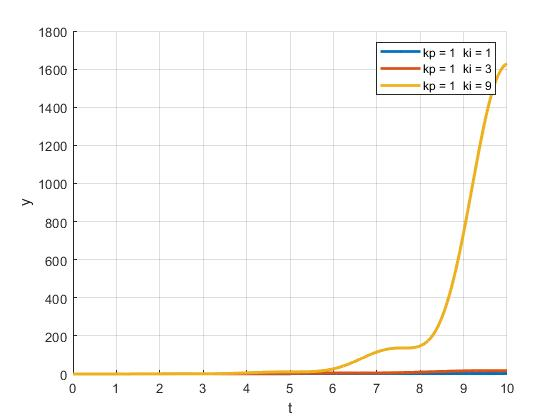 1800
1600
1400
1200
1000
800
600
400
200
0
y
kp = 1 ki = 1
kp = 1 ki = 3
kp = 1 ki = 9
0 1 2 3 4 5 6 7 8 9 10
t